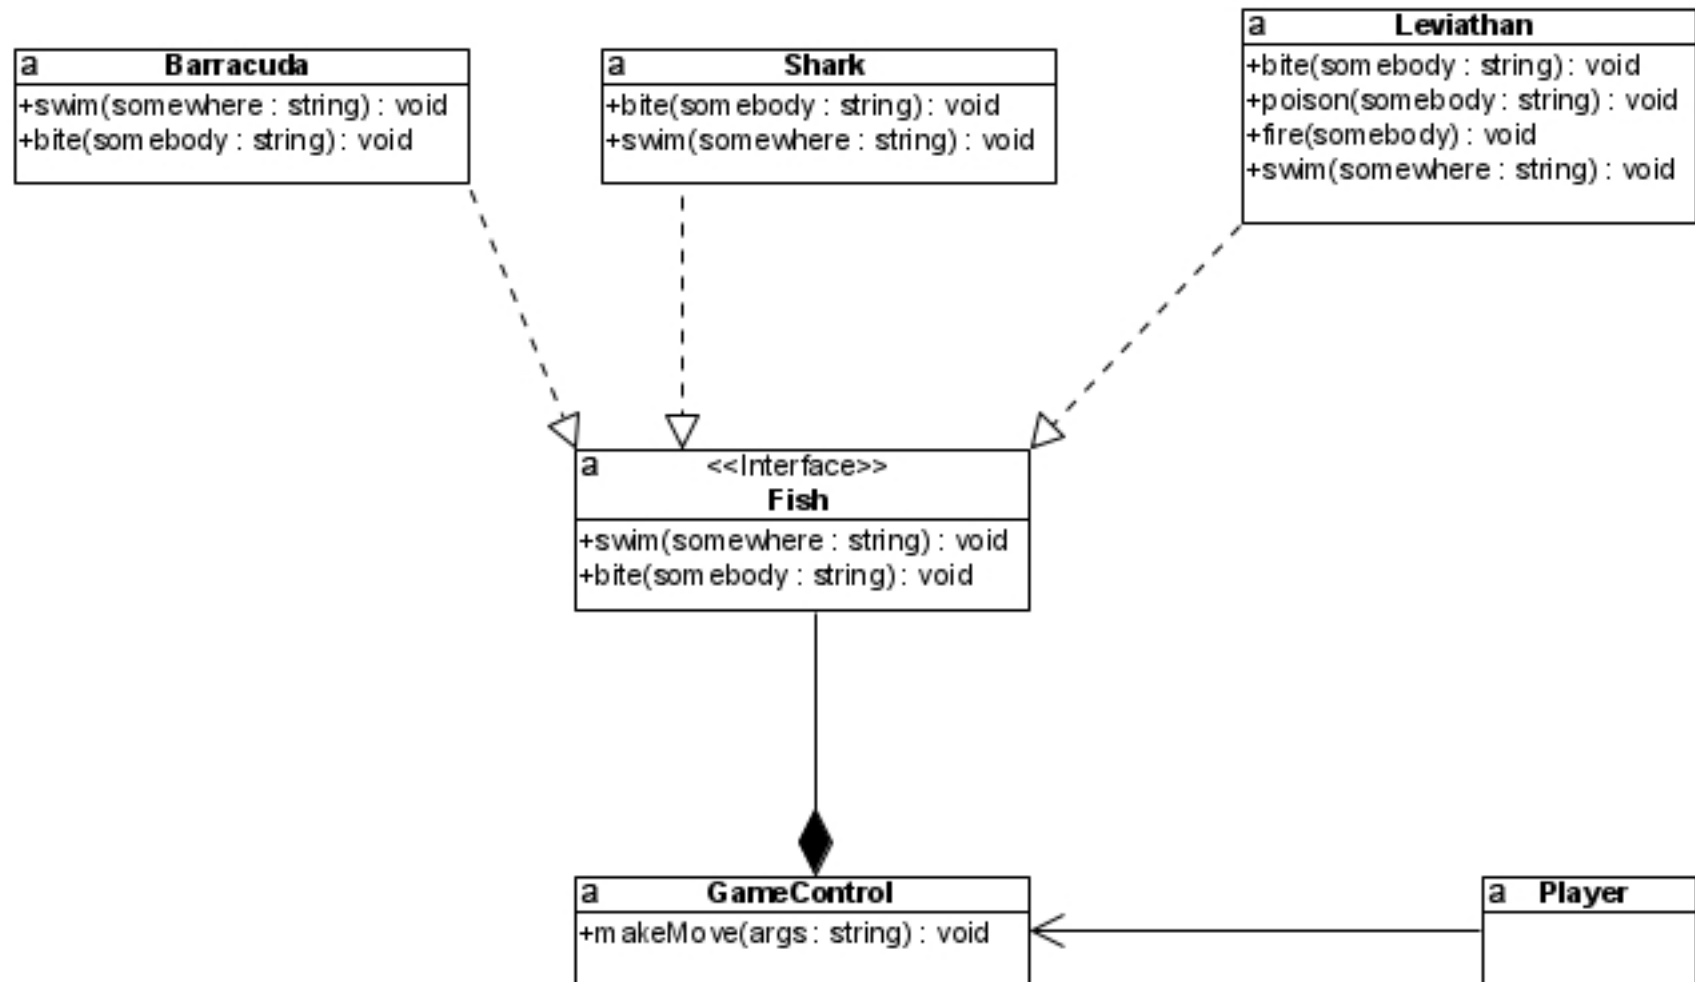 a Barracuda
+swim(somewhere : string) : void
+bite(somebody : string) : void
a Shark
+bite(somebody : string) : void
+swim(somewhere : string) : void
a Leviathan
+bite(somebody : string) : void
+poison(somebody : string) : void
+fire(somebody) : void
+swim(somewhere : string) : void
a <<Interface>>
Fish
+swim(somewhere : string) : void
+bite(somebody : string) : void
a GameControl
+makeMove(args : string) : void
a Player